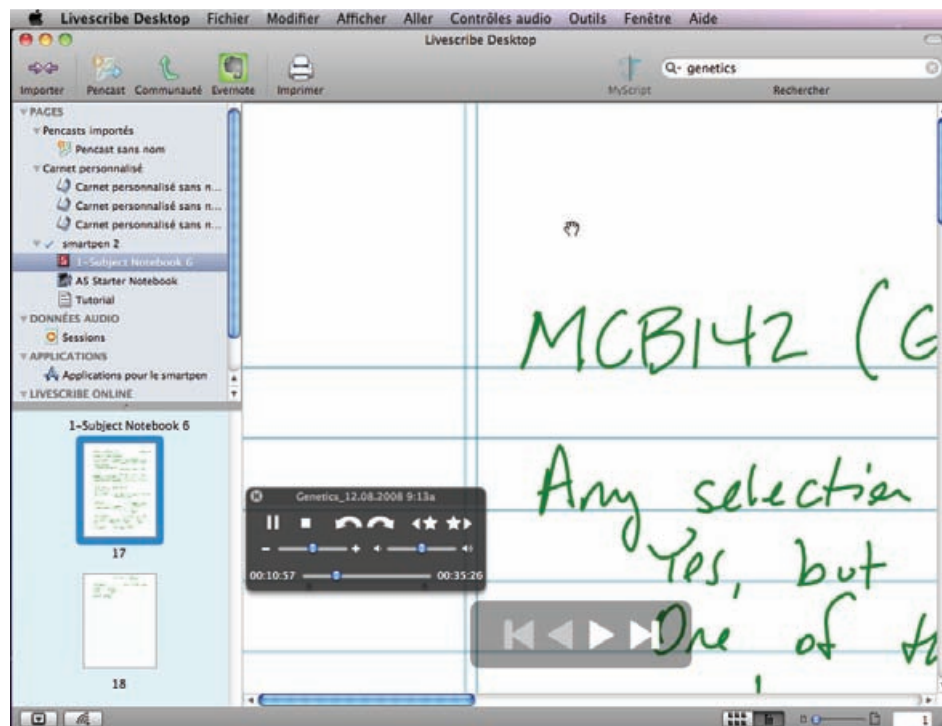 Livescribe Desktop Fichier Modifier Afficher Aller Contrôles audio Outils Fenêtre Aide
Livescribe Desktop
genetics
Importer Pencast Communauté Evernote Imprimer MyScript Rechercher
PAGES
Pencasts importés
Pencast sans nom
Carnet personnalisé
Carnet personnalisé sans n...
Carnet personnalisé sans n...
Carnet personnalisé sans n...
smartpen 2
1-Subject Notebook 6
A5 Starter Notebook
Tutorial
DONNÉES AUDIO
Sessions
APPLICATIONS
Applications pour le smartpen
LIVESCRIBE ONLINE
1-Subject Notebook 6
17
18
MCB142 (G
Any selection
Yes, but
One of
Genetics_12.08.2008 9:13a
00:10:57 00:35:26
1